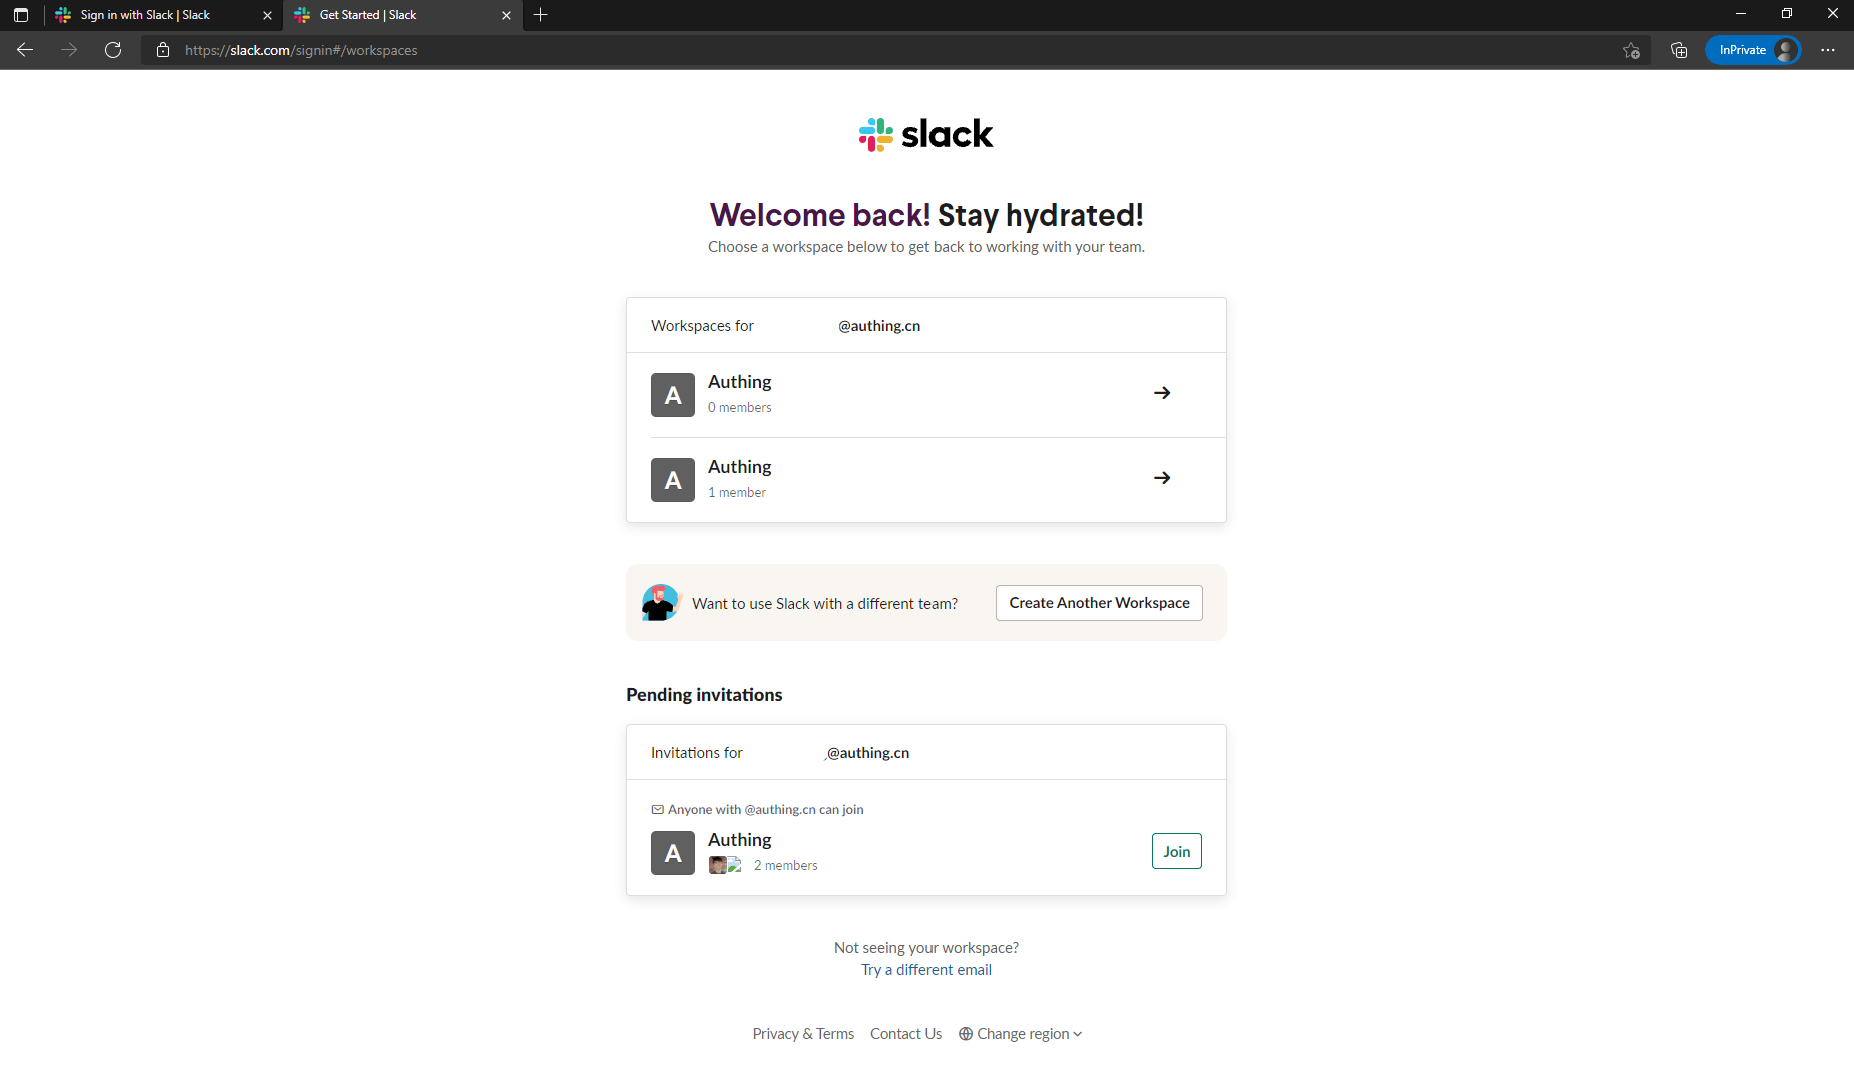 Sign in with Slack | Slack
Get Started | Slack
https://slack.com/signin#/workspaces
InPrivate
slack
Welcome back! Stay hydrated!
Choose a workspace below to get back to working with your team.
Workspaces for @authing.cn
A
Authing
0 members
A
Authing
1 member
Want to use Slack with a different team?
Create Another Workspace
Pending invitations
Invitations for @authing.cn
Anyone with @authing.cn can join
A
Authing
2 members
Join
Not seeing your workspace?
Try a different email
Privacy & Terms
Contact Us
Change region